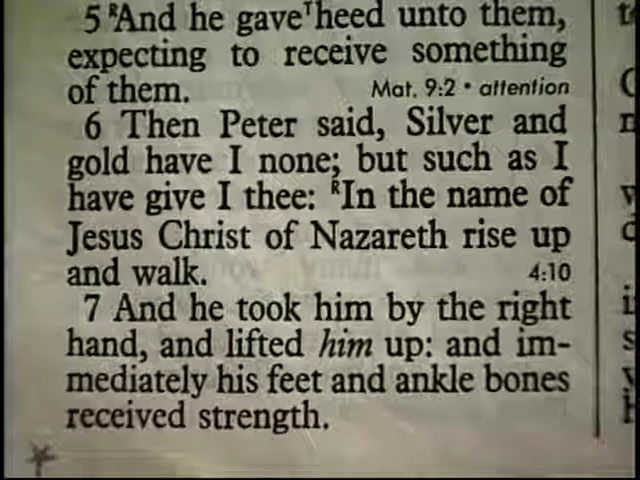 5 ᴿAnd he gaveᵀheed unto them,
expecting to receive something
of them. Mat. 9:2 • attention
6 Then Peter said, Silver and
gold have I none; but such as I
have give I thee: ᴿIn the name of
Jesus Christ of Nazareth rise up
and walk. 4:10
7 And he took him by the right
hand, and lifted him up: and im-
mediately his feet and ankle bones
received strength.